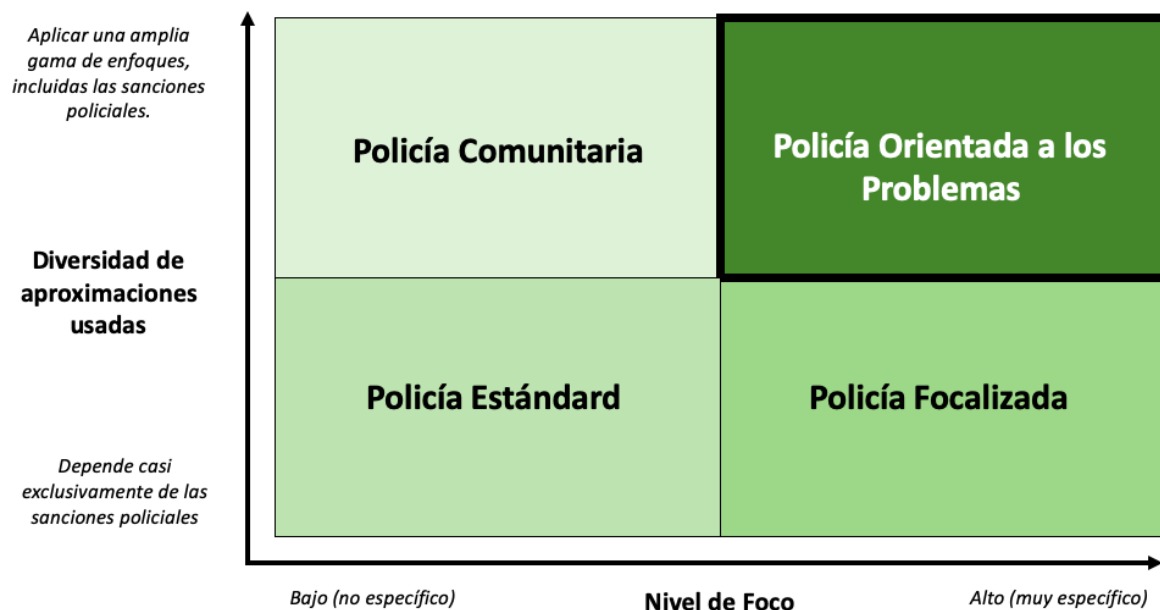 Aplicar una amplia
gama de enfoques,
incluidas las sanciones
policiales.
Policía Comunitaria
Policía Orientada a los
Problemas
Diversidad de
aproximaciones
usadas
Policía Estándard
Policía Focalizada
Depende casi
exclusivamente de las
sanciones policiales
Bajo (no específico)
Nivel de Foco
Alto (muy específico)